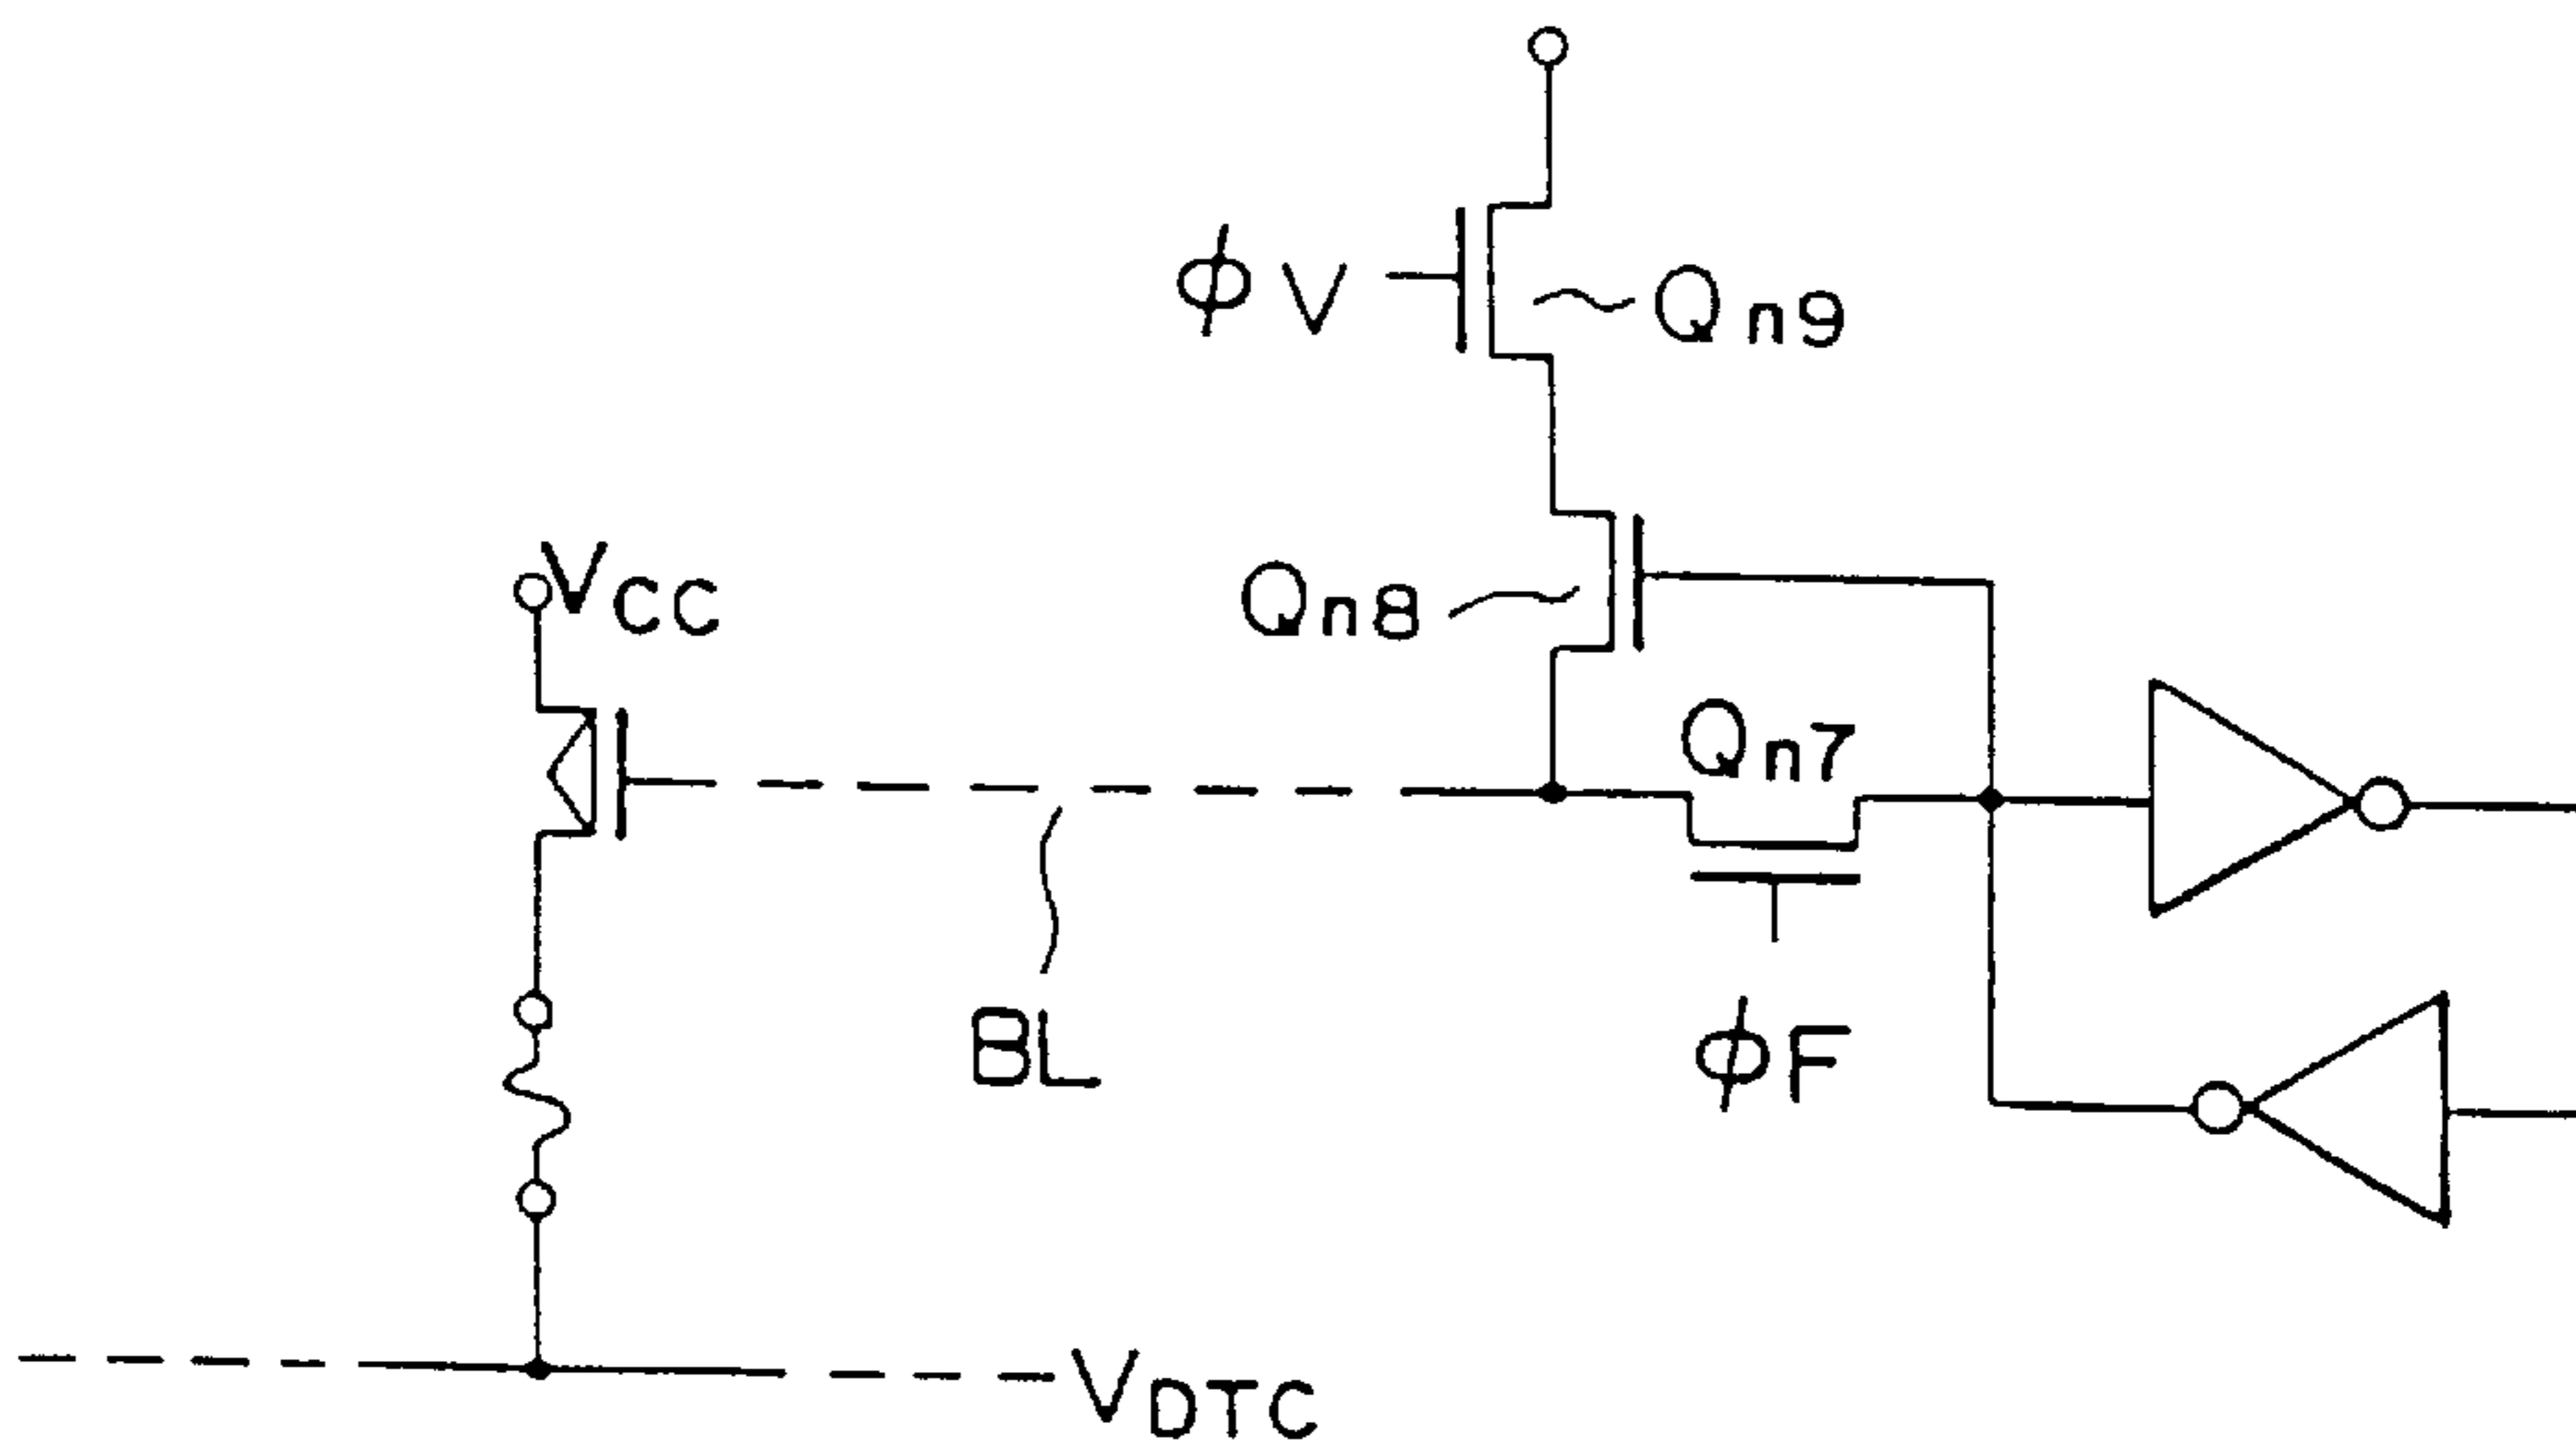 ϕV
Qn9
VCC
Qn8
Qn7
BL
ϕF
VDTC